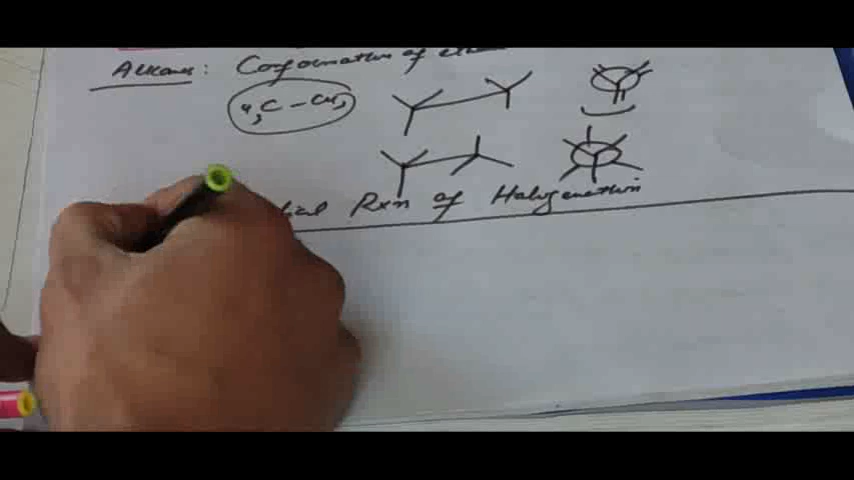 Alkanes: Conformation of
H3C-CH3
Rxn of Halogenation